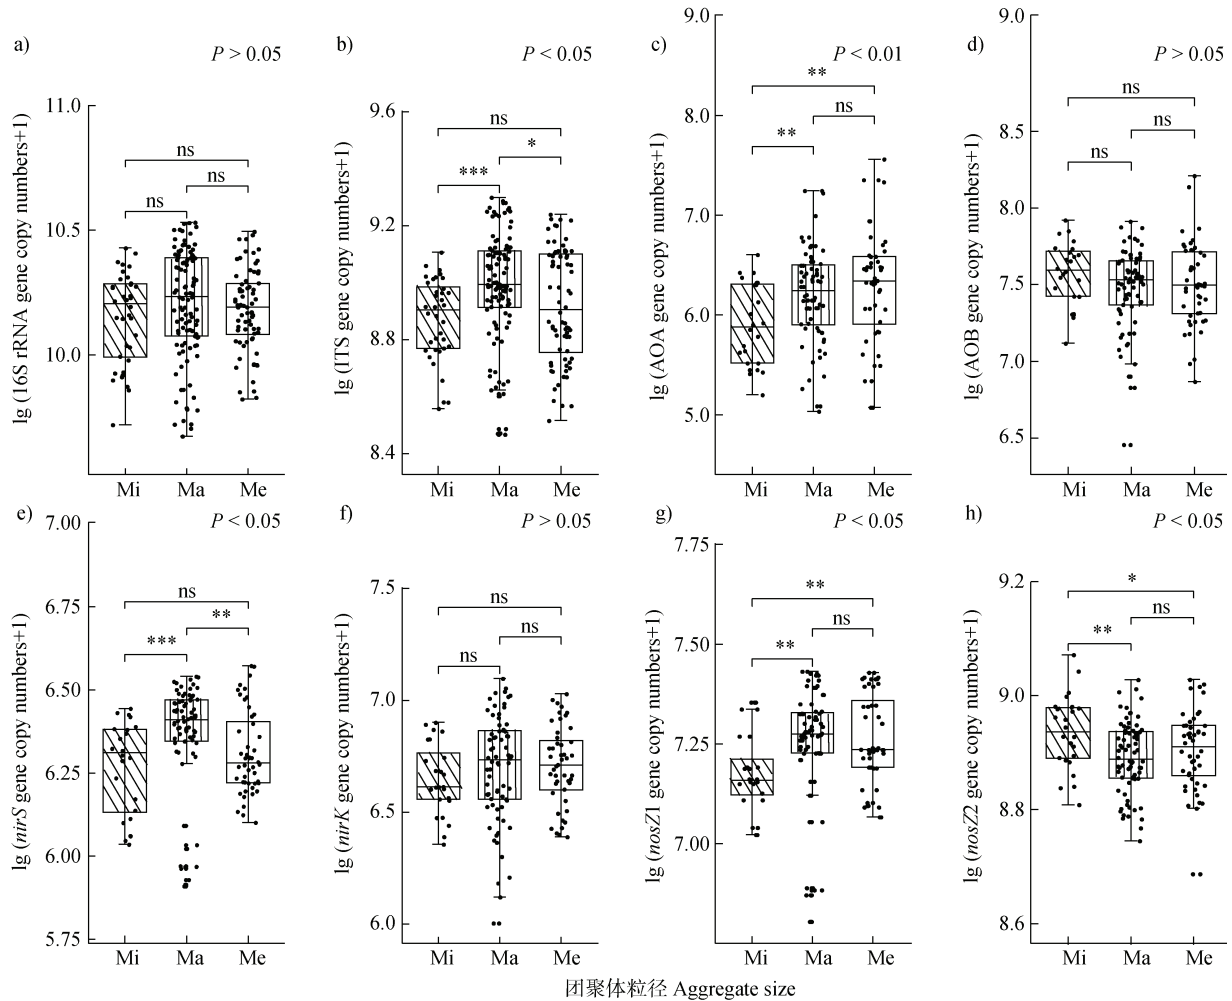 a)
P > 0.05
lg (16S rRNA gene copy numbers+1)
11.0
10.5
10.0
ns
ns
ns
Mi Ma Me
b)
P < 0.05
lg (ITS gene copy numbers+1)
9.6
9.2
8.8
8.4
ns
*
***
Mi Ma Me
c)
P < 0.01
lg (AOA gene copy numbers+1)
9.0
8.0
7.0
6.0
5.0
**
ns
**
Mi Ma Me
d)
P > 0.05
lg (AOB gene copy numbers+1)
9.0
8.5
8.0
7.5
7.0
6.5
ns
ns
ns
Mi Ma Me
e)
P < 0.05
lg (nirS gene copy numbers+1)
7.00
6.75
6.50
6.25
6.00
5.75
ns
**
***
Mi Ma Me
f)
P > 0.05
lg (nirK gene copy numbers+1)
7.5
7.0
6.5
6.0
ns
ns
ns
Mi Ma Me
g)
P < 0.05
lg (nosZ1 gene copy numbers+1)
7.75
7.50
7.25
7.00
**
ns
**
Mi Ma Me
h)
P < 0.05
lg (nosZ2 gene copy numbers+1)
9.2
9.0
8.8
8.6
*
ns
**
Mi Ma Me
团聚体粒径 Aggregate size